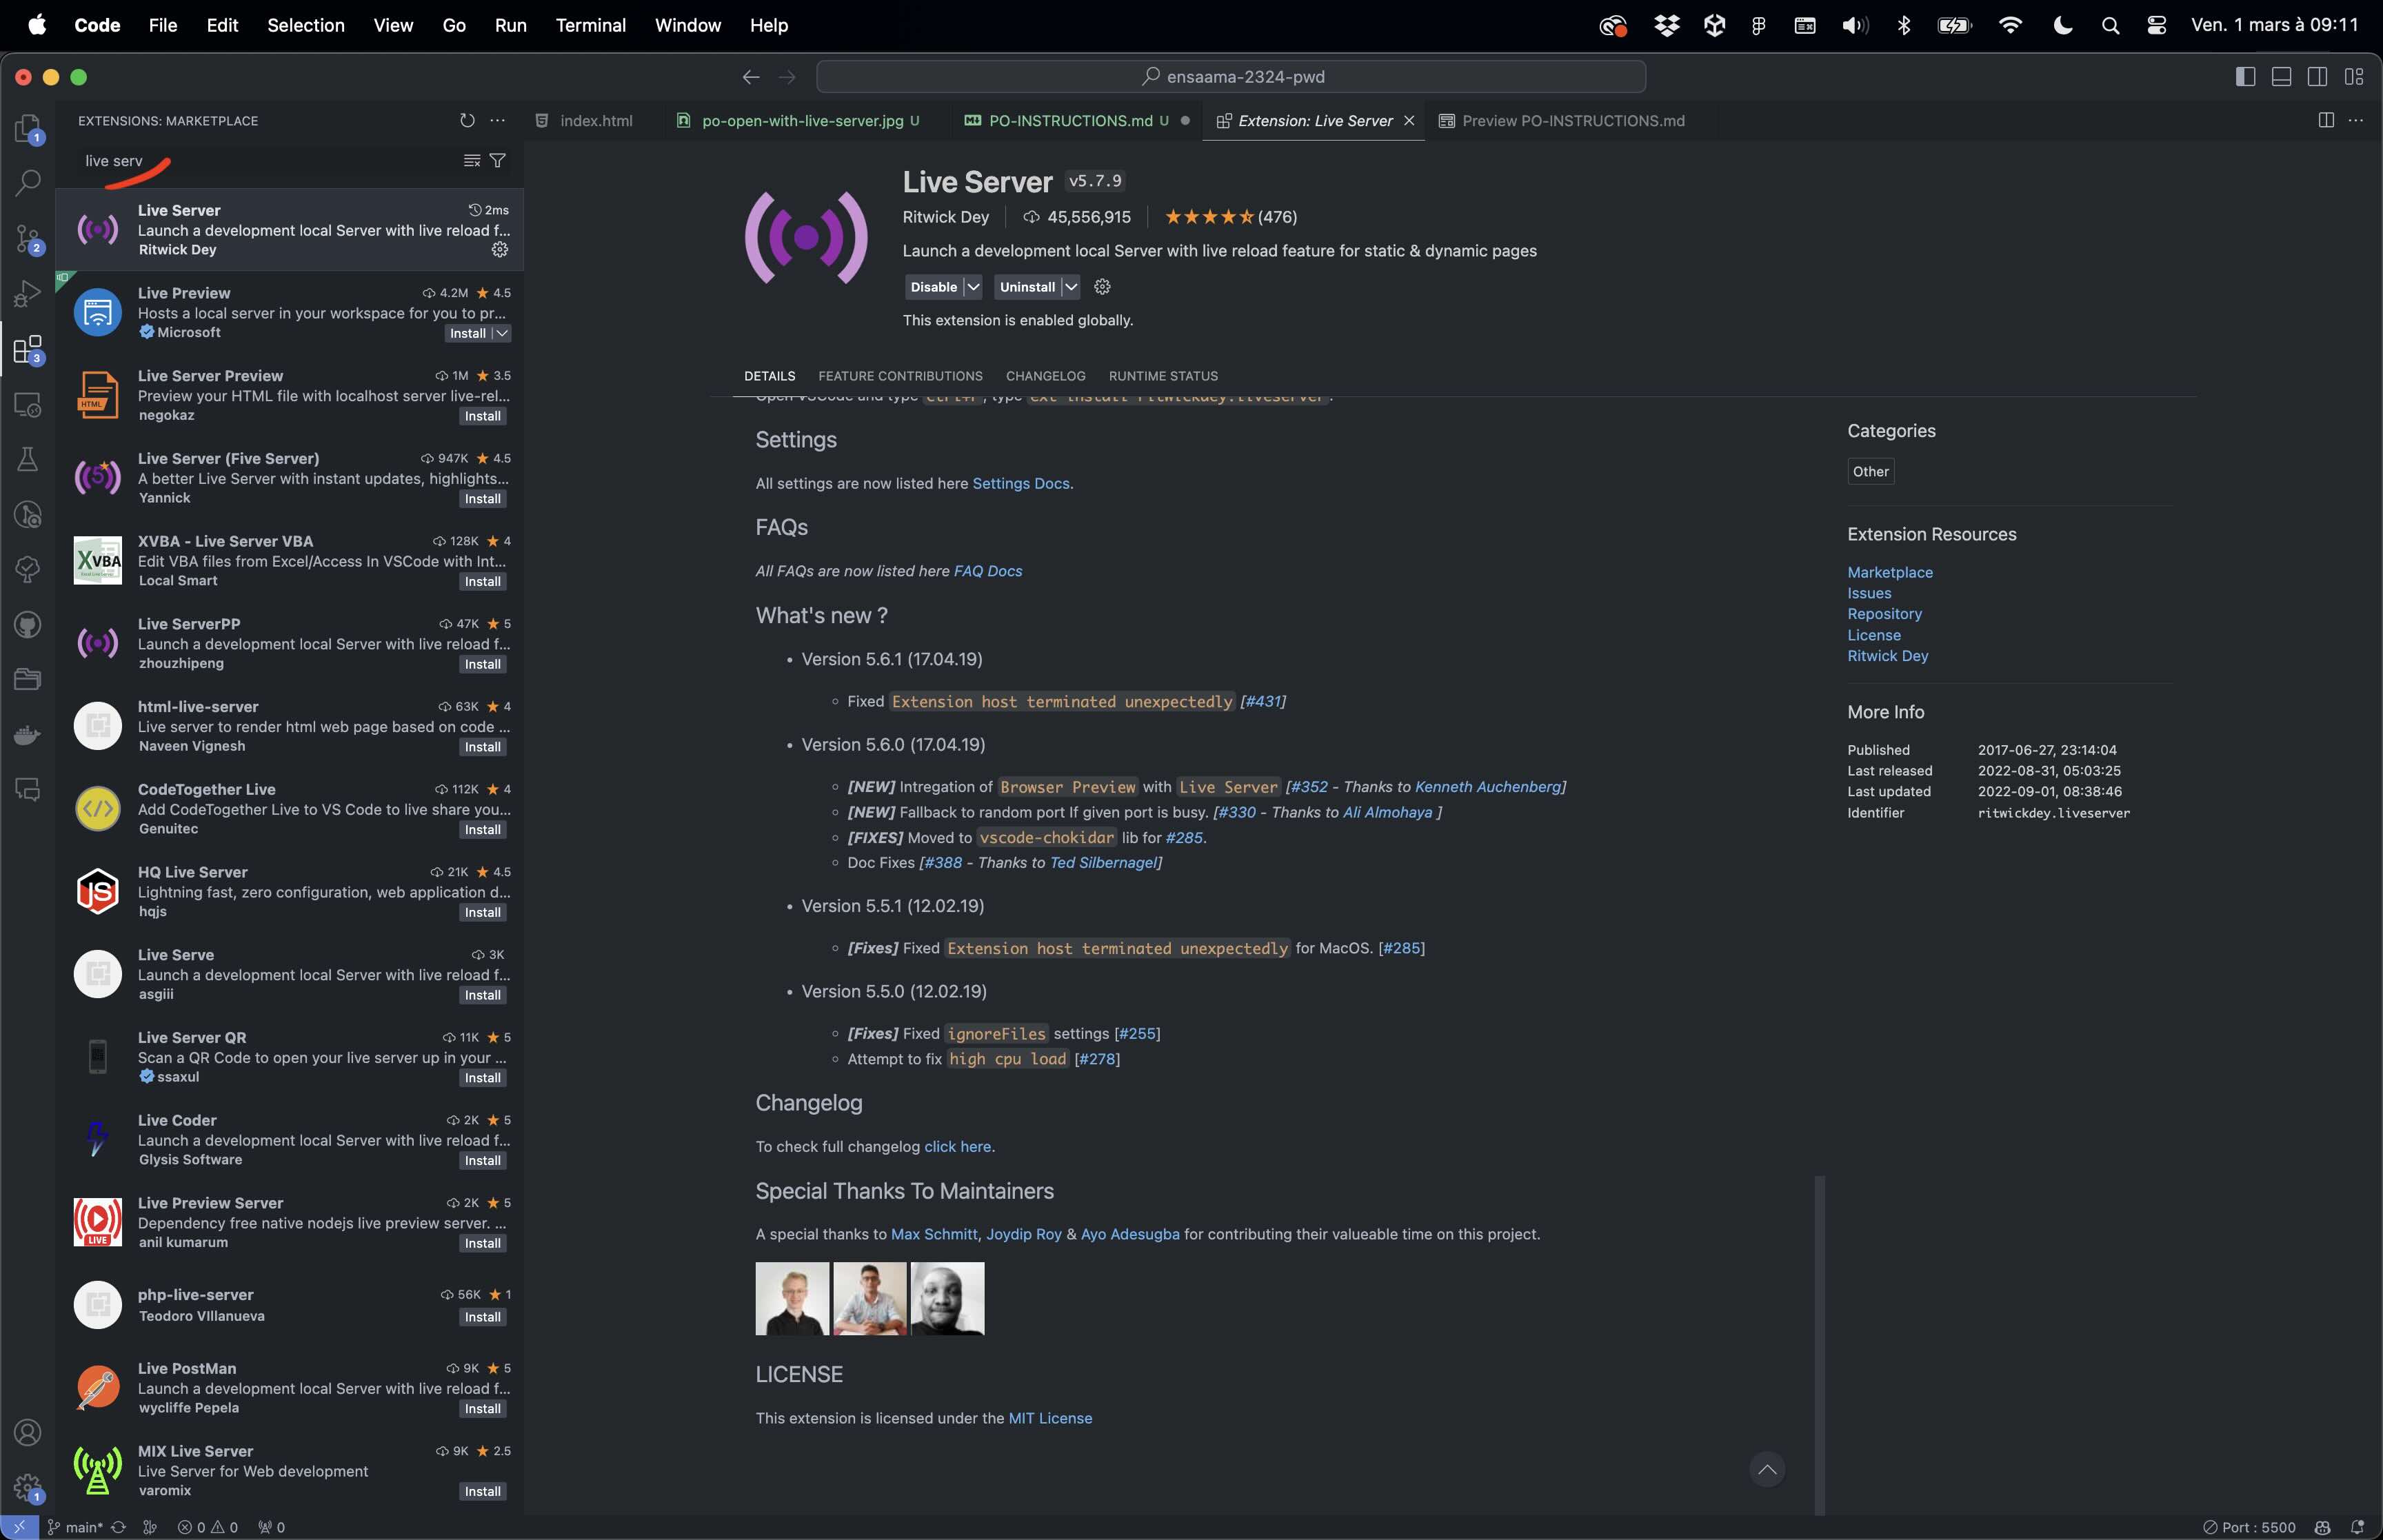 Code File Edit Selection View Go Run Terminal Window Help
Ven. 1 mars à 09:11
ensaama-2324-pwd
EXTENSIONS: MARKETPLACE
live serv
Live Server
2ms
Launch a development local Server with live reload f...
Ritwick Dey
Live Preview
4.2M ★ 4.5
Hosts a local server in your workspace for you to pr...
Microsoft
Install
Live Server Preview
1M ★ 3.5
Preview your HTML file with localhost server live-rel...
negokaz
Install
HTML
Live Server (Five Server)
947K ★ 4.5
A better Live Server with instant updates, highlights...
Yannick
Install
XVBA - Live Server VBA
128K ★ 4
Edit VBA files from Excel/Access In VSCode with Int...
Local Smart
Install
XVBA
Live ServerPP
47K ★ 5
Launch a development local Server with live reload f...
zhouzhipeng
Install
html-live-server
63K ★ 4
Live server to render html web page based on code ...
Naveen Vignesh
Install
CodeTogether Live
112K ★ 4
Add CodeTogether Live to VS Code to live share you...
Genuitec
Install
HQ Live Server
21K ★ 4.5
Lightning fast, zero configuration, web application d...
hqjs
Install
JS
Live Serve
3K
Launch a development local Server with live reload f...
asgiii
Install
Live Server QR
11K ★ 5
Scan a QR Code to open your live server up in your ...
ssaxul
Install
Live Coder
2K ★ 5
Launch a development local Server with live reload f...
Glysis Software
Install
Live Preview Server
2K ★ 5
Dependency free native nodejs live preview server. ...
anil kumarum
Install
LIVE
php-live-server
56K ★ 1
Teodoro VIllanueva
Install
Live PostMan
9K ★ 5
Launch a development local Server with live reload f...
wycliffe Pepela
Install
MIX Live Server
9K ★ 2.5
Live Server for Web development
varomix
Install
index.html
po-open-with-live-server.jpg U
PO-INSTRUCTIONS.md U
Extension: Live Server
Preview PO-INSTRUCTIONS.md
Live Server v5.7.9
Ritwick Dey
45,556,915
(476)
Launch a development local Server with live reload feature for static & dynamic pages
Disable
Uninstall
This extension is enabled globally.
DETAILS FEATURE CONTRIBUTIONS CHANGELOG RUNTIME STATUS
Open VSCode and type ctrl+P, type ext install ritwickdey.liveserver.
Settings
All settings are now listed here Settings Docs.
FAQs
All FAQs are now listed here FAQ Docs
What's new ?
• Version 5.6.1 (17.04.19)
Fixed Extension host terminated unexpectedly [#431]
• Version 5.6.0 (17.04.19)
[NEW] Intregation of Browser Preview with Live Server [#352 - Thanks to Kenneth Auchenberg]
[NEW] Fallback to random port If given port is busy. [#330 - Thanks to Ali Almohaya ]
[FIXES] Moved to vscode-chokidar lib for #285.
Doc Fixes [#388 - Thanks to Ted Silbernagel]
• Version 5.5.1 (12.02.19)
[Fixes] Fixed Extension host terminated unexpectedly for MacOS. [#285]
• Version 5.5.0 (12.02.19)
[Fixes] Fixed ignoreFiles settings [#255]
Attempt to fix high cpu load [#278]
Changelog
To check full changelog click here.
Special Thanks To Maintainers
A special thanks to Max Schmitt, Joydip Roy & Ayo Adesugba for contributing their valueable time on this project.
LICENSE
This extension is licensed under the MIT License
Categories
Other
Extension Resources
Marketplace
Issues
Repository
License
Ritwick Dey
More Info
Published 2017-06-27, 23:14:04
Last released 2022-08-31, 05:03:25
Last updated 2022-09-01, 08:38:46
Identifier ritwickdey.liveserver
1
2
3
1
main*
0 0
0
Port : 5500